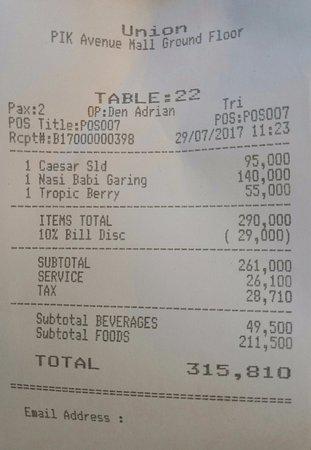 Union
PIK Avenue Mall Ground Floor
TABLE:22
Pax:2 OP:Den Adrian Tri
POS Title:POS007 POS:POS007
Rcpt#:B17000000398 29/07/2017 11:23
1 Caesar Sld 95,000
1 Nasi Babi Garing 140,000
1 Tropic Berry 55,000
ITEMS TOTAL 290,000
10% Bill Disc ( 29,000)
SUBTOTAL 261,000
SERVICE 26,100
TAX 28,710
Subtotal BEVERAGES 49,500
Subtotal FOODS 211,500
TOTAL 315,810
Email Address :